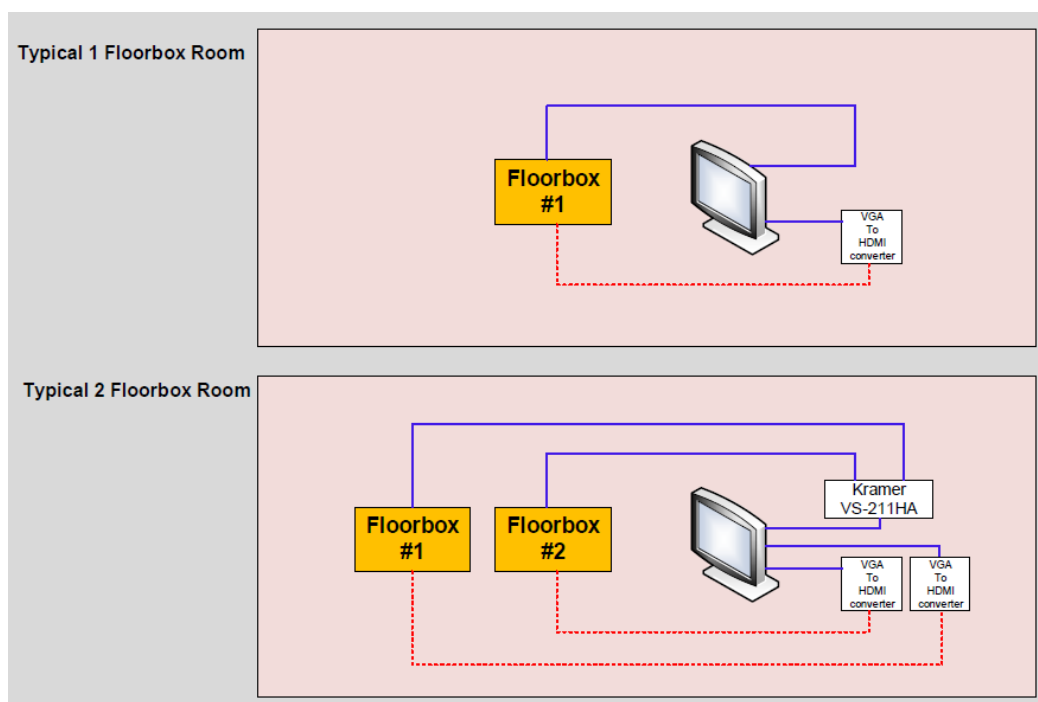 Typical 1 Floorbox Room
Floorbox
#1
VGA
To
HDMI
converter
Typical 2 Floorbox Room
Kramer
VS-211HA
Floorbox
#1
Floorbox
#2
VGA
To
HDMI
converter
VGA
To
HDMI
converter